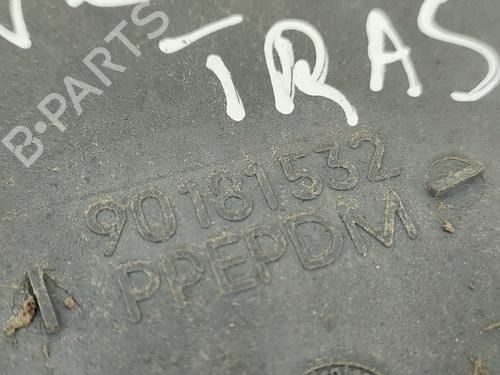 B-PARTS
TRAS
90181532
PPEPDM